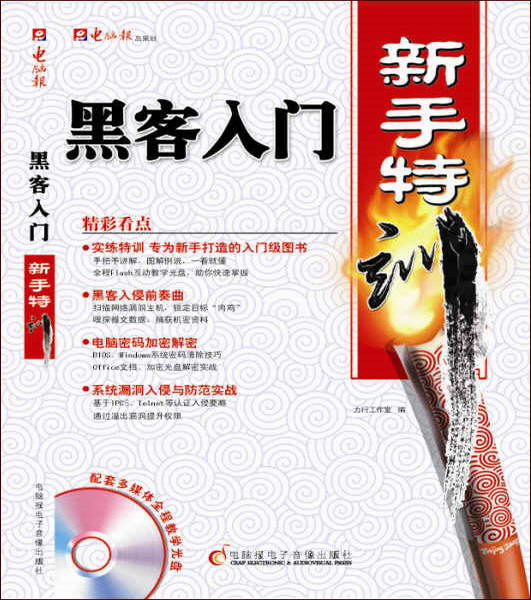 电脑报
电脑报 总策划
黑客入门
新手特训
黑客入门
新手特训
精彩看点
●实练特训 专为新手打造的入门级图书
手把手讲解，图解例说，一看就懂
全程Flash互动教学光盘，助你快速掌握
●黑客入侵前奏曲
扫描网络漏洞主机，锁定目标“肉鸡”
嗅探报文数据，捕获机密资料
●电脑密码加密解密
BIOS、Windows系统密码清除技巧
Office文档、加密光盘解密实战
●系统漏洞入侵与防范实战
基于IPC$、Telnet等认证入侵要略
通过溢出漏洞提升权限
力行工作室 编
配套多媒体全程教学光盘
电脑报电子音像出版社
电脑报电子音像出版社
CEAP ELECTRONIC & AUDIOVISUAL PRESS